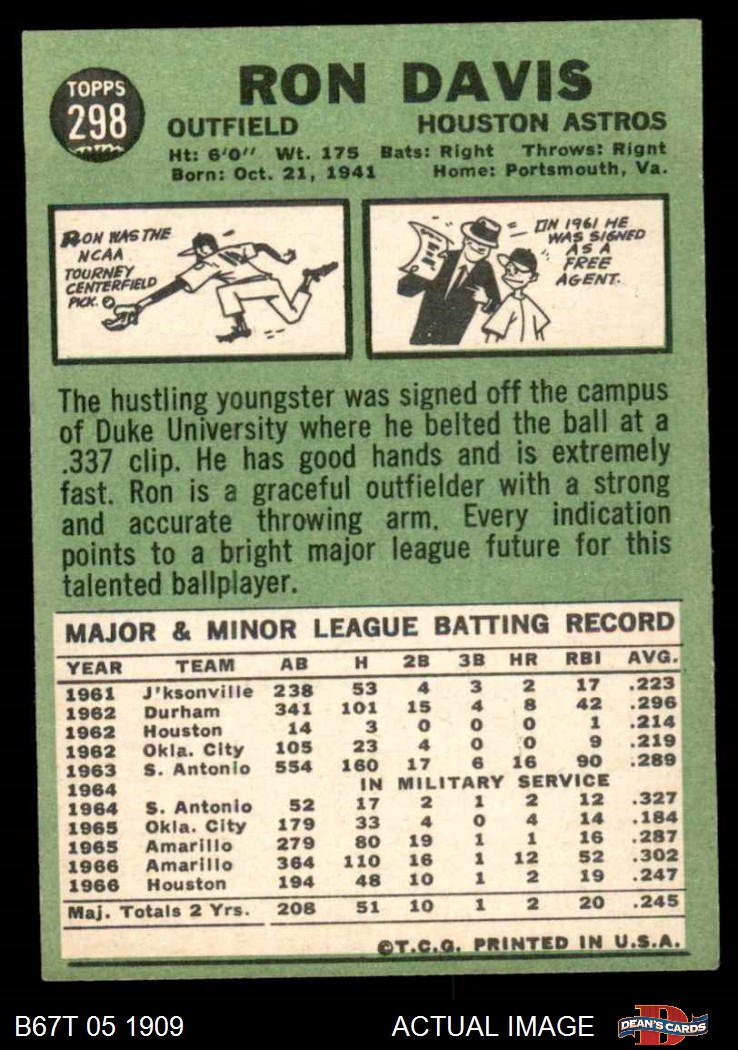 TOPPS
298
RON DAVIS
OUTFIELD HOUSTON ASTROS
Ht: 6'0" Wt. 175 Bats: Right Throws: Rignt
Born: Oct. 21, 1941 Home: Portsmouth, Va.
RON WAS THE
NCAA
TOURNEY
CENTERFIELD
PICK.
IN 1961 HE
WAS SIGNED
AS A
FREE
AGENT.
The hustling youngster was signed off the campus
of Duke University where he belted the ball at a
.337 clip. He has good hands and is extremely
fast. Ron is a graceful outfielder with a strong
and accurate throwing arm. Every indication
points to a bright major league future for this
talented ballplayer.
MAJOR & MINOR LEAGUE BATTING RECORD
YEAR TEAM AB H 2B 3B HR RBI AVG.
1961 J'ksonville 238 53 4 3 2 17 .223
1962 Durham 341 101 15 4 8 42 .296
1962 Houston 14 3 0 0 0 1 .214
1962 Okla. City 105 23 4 0 0 9 .219
1963 S. Antonio 554 160 17 6 16 90 .289
1964 IN MILITARY SERVICE
1964 S. Antonio 52 17 2 1 2 12 .327
1965 Okla. City 179 33 4 0 4 14 .184
1965 Amarillo 279 80 19 1 1 16 .287
1966 Amarillo 364 110 16 1 12 52 .302
1966 Houston 194 48 10 1 2 19 .247
Maj. Totals 2 Yrs. 208 51 10 1 2 20 .245
©T.C.G. PRINTED IN U.S.A.
B67T 05 1909 ACTUAL IMAGE DEAN'S CARDS